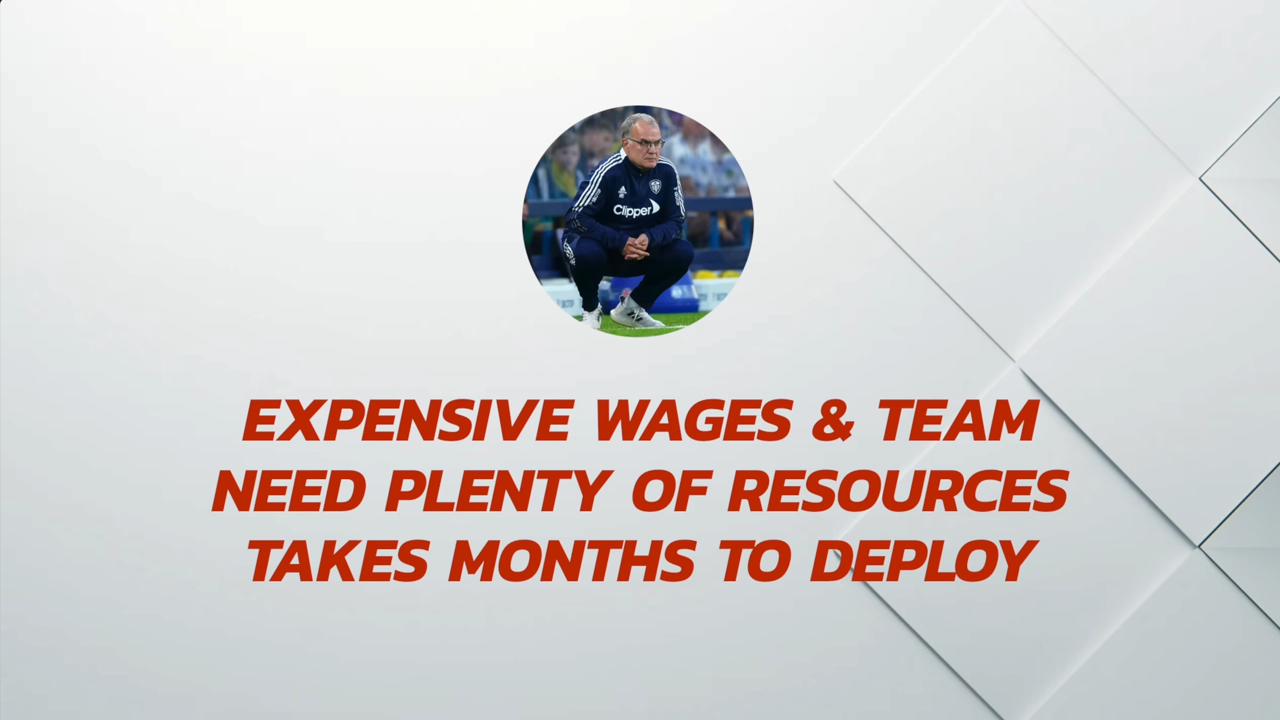 Clipper
EXPENSIVE WAGES & TEAM
NEED PLENTY OF RESOURCES
TAKES MONTHS TO DEPLOY